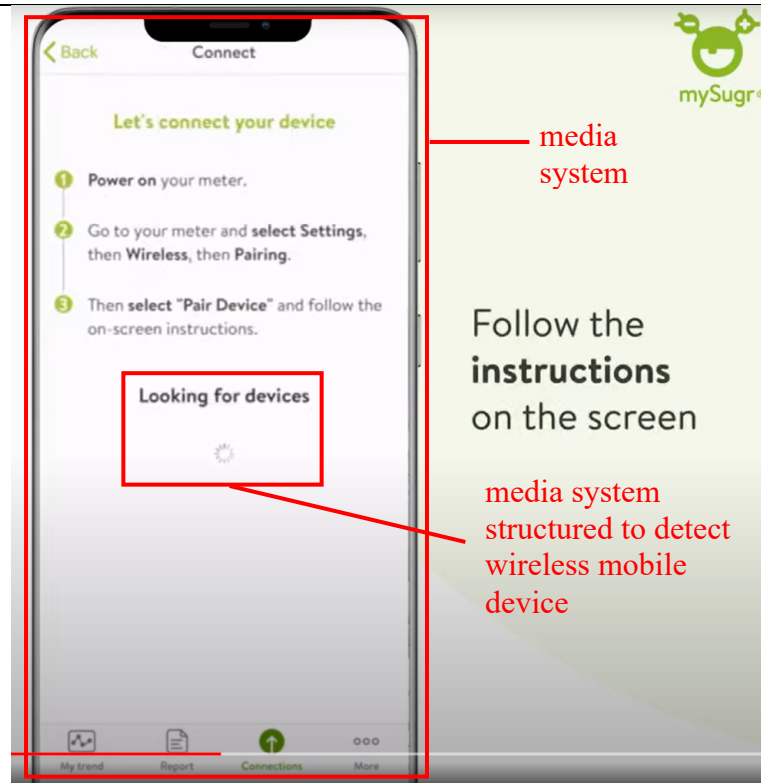 Back
Connect
mySugr®
Let's connect your device
media
system
1 Power on your meter.
2 Go to your meter and select Settings,
then Wireless, then Pairing.
3 Then select "Pair Device" and follow the
on-screen instructions.
Follow the
instructions
on the screen
Looking for devices
media system
structured to detect
wireless mobile
device
My trend
Report
Connections
More